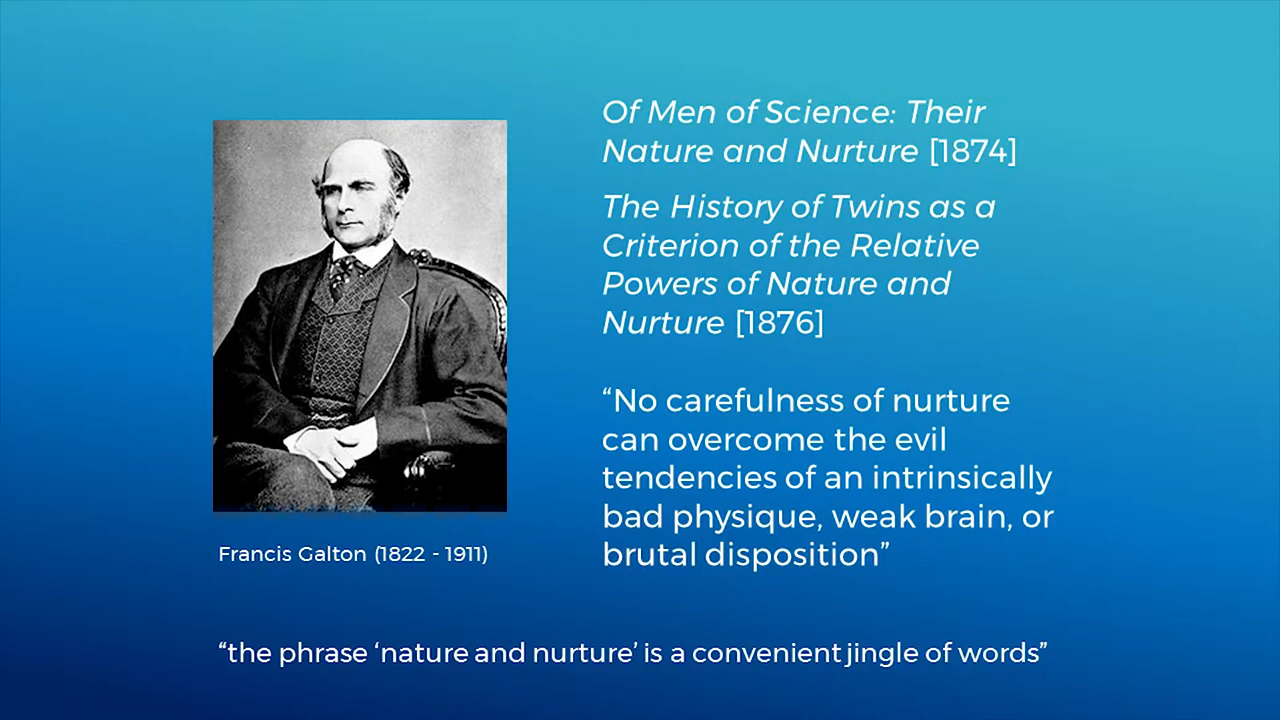 Of Men of Science: Their
Nature and Nurture [1874]
The History of Twins as a
Criterion of the Relative
Powers of Nature and
Nurture [1876]
“No carefulness of nurture
can overcome the evil
tendencies of an intrinsically
bad physique, weak brain, or
brutal disposition”
Francis Galton (1822 - 1911)
“the phrase ‘nature and nurture’ is a convenient jingle of words”